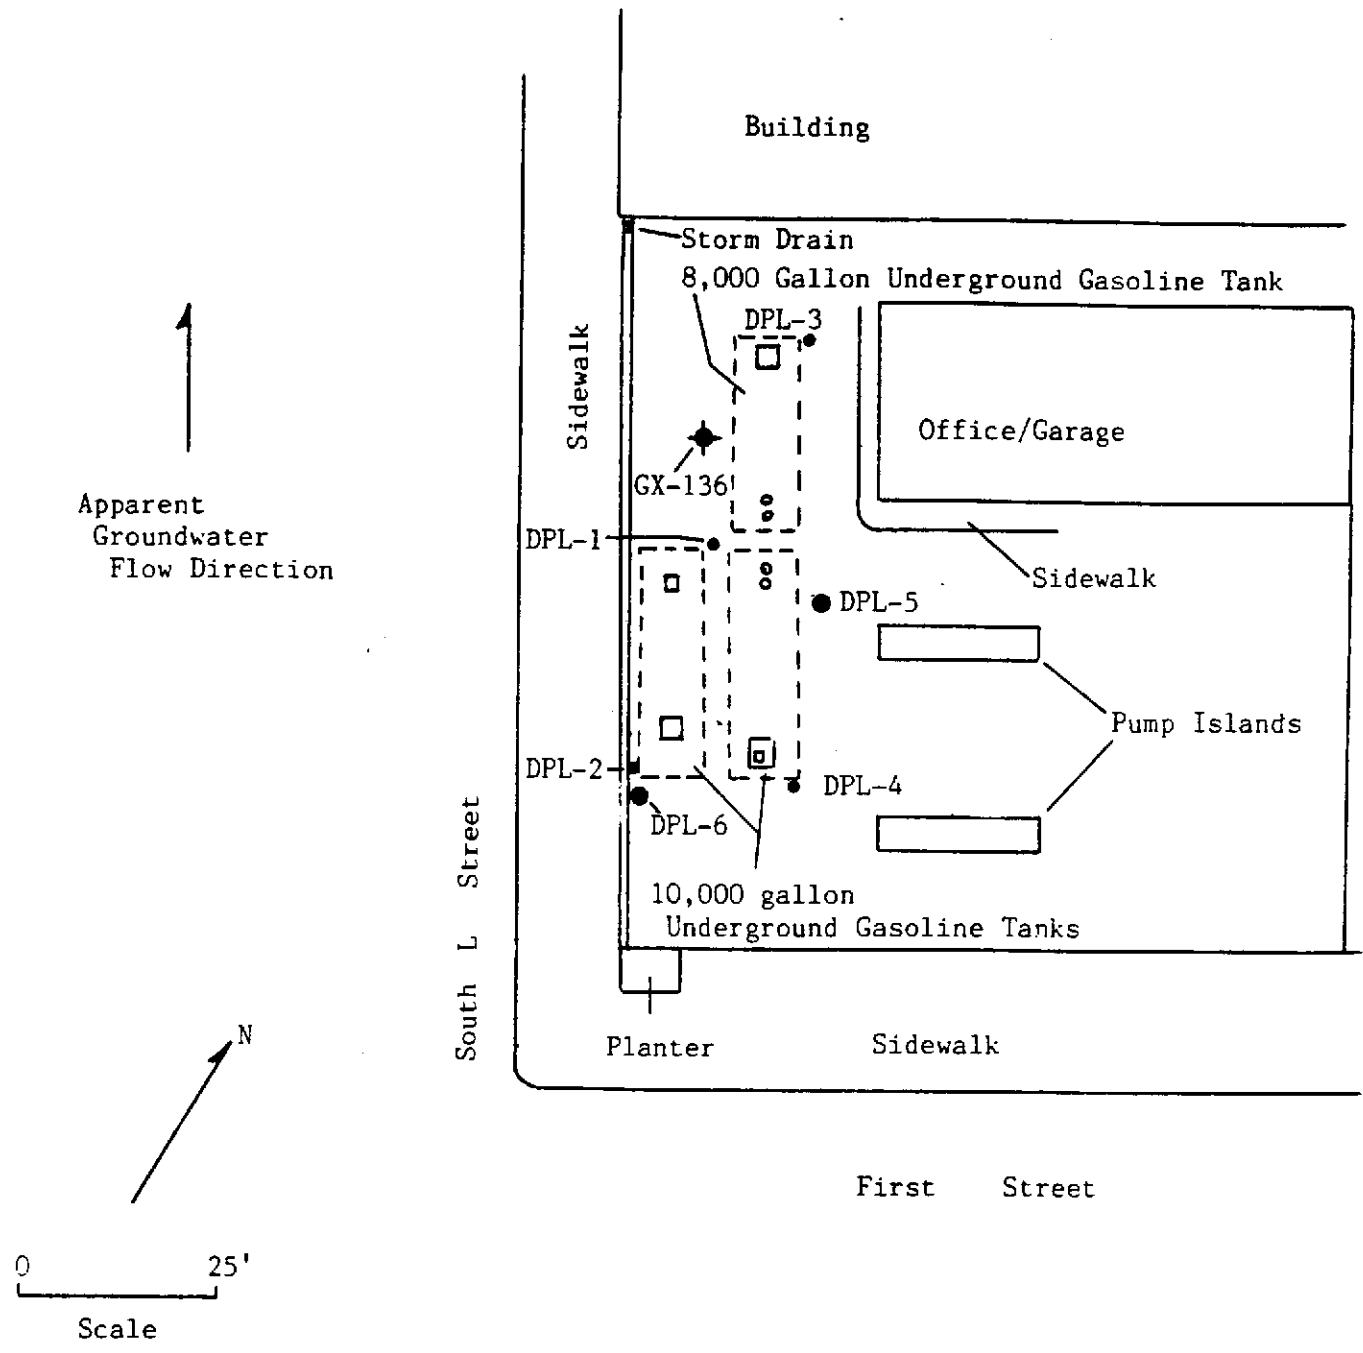 Building
Storm Drain
8,000 Gallon Underground Gasoline Tank
DPL-3
Sidewalk
Office/Garage
GX-136
Apparent
Groundwater
Flow Direction
DPL-1
Sidewalk
DPL-5
Pump Islands
DPL-2
DPL-4
DPL-6
South L Street
10,000 gallon
Underground Gasoline Tanks
N
Planter
Sidewalk
First Street
0 25'
Scale